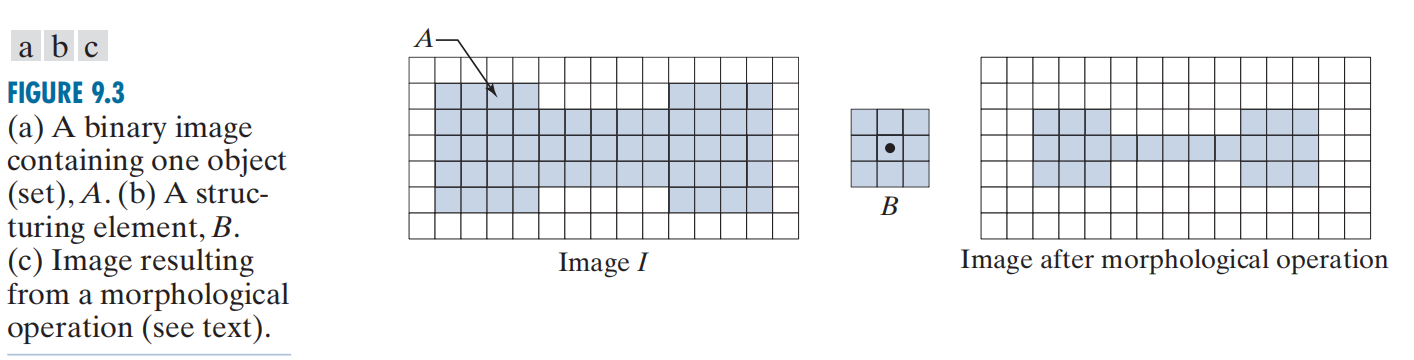 a b c
FIGURE 9.3
(a) A binary image
containing one object
(set), A. (b) A struc-
turing element, B.
(c) Image resulting
from a morphological
operation (see text).
A
Image I
B
Image after morphological operation